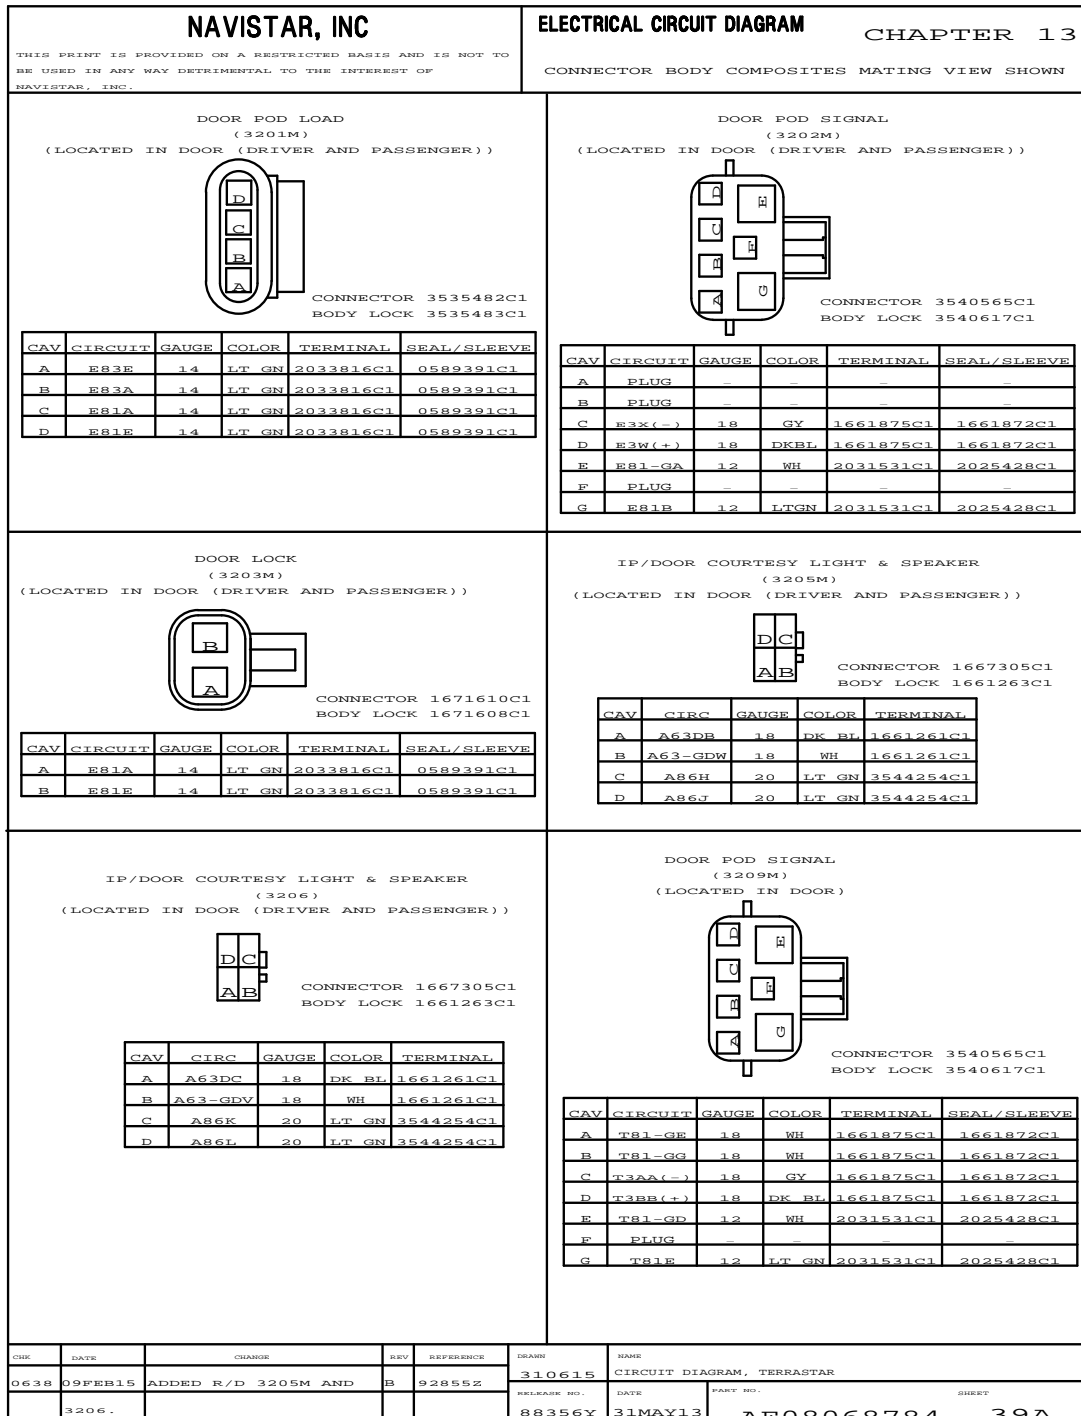 NAVISTAR, INC
THIS PRINT IS PROVIDED ON A RESTRICTED BASIS AND IS NOT TO
BE USED IN ANY WAY DETRIMENTAL TO THE INTEREST OF
NAVISTAR, INC.
ELECTRICAL CIRCUIT DIAGRAM
CHAPTER 13
CONNECTOR BODY COMPOSITES MATING VIEW SHOWN
DOOR POD LOAD
(3201M)
(LOCATED IN DOOR (DRIVER AND PASSENGER))
D
C
B
A
CONNECTOR 3535482C1
BODY LOCK 3535483C1
CAV CIRCUIT GAUGE COLOR TERMINAL SEAL/SLEEVE
A E83E 14 LT GN 2033816C1 0589391C1
B E83A 14 LT GN 2033816C1 0589391C1
C E81A 14 LT GN 2033816C1 0589391C1
D E81E 14 LT GN 2033816C1 0589391C1
DOOR POD SIGNAL
(3202M)
(LOCATED IN DOOR (DRIVER AND PASSENGER))
D E
C F
B
A G
CONNECTOR 3540565C1
BODY LOCK 3540617C1
CAV CIRCUIT GAUGE COLOR TERMINAL SEAL/SLEEVE
A PLUG – – – –
B PLUG – – – –
C E3X(-) 18 GY 1661875C1 1661872C1
D E3W(+) 18 DKBL 1661875C1 1661872C1
E E81-GA 12 WH 2031531C1 2025428C1
F PLUG – – – –
G E81B 12 LTGN 2031531C1 2025428C1
DOOR LOCK
(3203M)
(LOCATED IN DOOR (DRIVER AND PASSENGER))
B
A
CONNECTOR 1671610C1
BODY LOCK 1671608C1
CAV CIRCUIT GAUGE COLOR TERMINAL SEAL/SLEEVE
A E81A 14 LT GN 2033816C1 0589391C1
B E81E 14 LT GN 2033816C1 0589391C1
IP/DOOR COURTESY LIGHT & SPEAKER
(3205M)
(LOCATED IN DOOR (DRIVER AND PASSENGER))
D C
A B
CONNECTOR 1667305C1
BODY LOCK 1661263C1
CAV CIRC GAUGE COLOR TERMINAL
A A63DB 18 DK BL 1661261C1
B A63-GDW 18 WH 1661261C1
C A86H 20 LT GN 3544254C1
D A86J 20 LT GN 3544254C1
IP/DOOR COURTESY LIGHT & SPEAKER
(3206)
(LOCATED IN DOOR (DRIVER AND PASSENGER))
D C
A B
CONNECTOR 1667305C1
BODY LOCK 1661263C1
CAV CIRC GAUGE COLOR TERMINAL
A A63DC 18 DK BL 1661261C1
B A63-GDV 18 WH 1661261C1
C A86K 20 LT GN 3544254C1
D A86L 20 LT GN 3544254C1
DOOR POD SIGNAL
(3209M)
(LOCATED IN DOOR)
D E
C F
B
A G
CONNECTOR 3540565C1
BODY LOCK 3540617C1
CAV CIRCUIT GAUGE COLOR TERMINAL SEAL/SLEEVE
A T81-GE 18 WH 1661875C1 1661872C1
B T81-GG 18 WH 1661875C1 1661872C1
C T3AA(-) 18 GY 1661875C1 1661872C1
D T3BB(+) 18 DK BL 1661875C1 1661872C1
E T81-GD 12 WH 2031531C1 2025428C1
F PLUG – – – –
G T81E 12 LT GN 2031531C1 2025428C1
CHK DATE CHANGE REV REFERENCE
0638 09FEB15 ADDED R/D 3205M AND B 92855Z
3206.
DRAWN
310615
NAME
CIRCUIT DIAGRAM, TERRASTAR
RELEASE NO.
88356Y
DATE
31MAY13
PART NO.
AE08068784
SHEET
39A